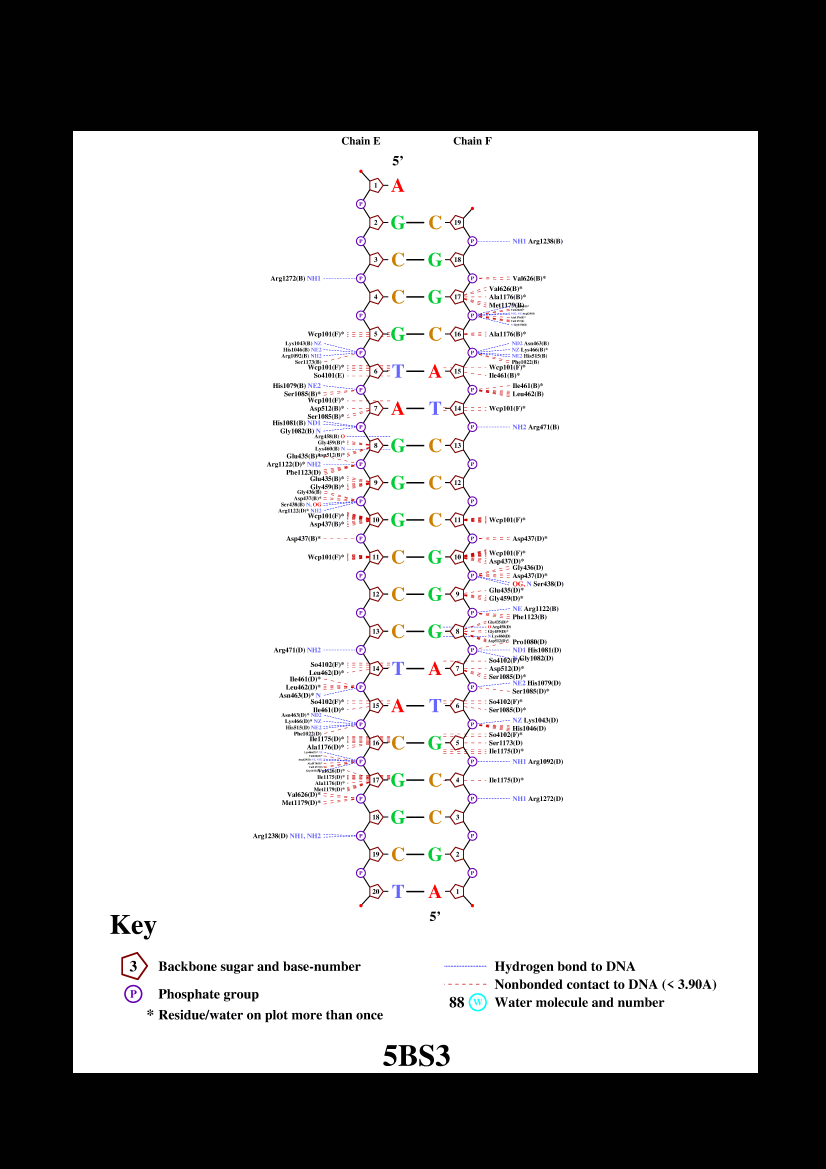 Chain E Chain F
5’
1 A
P
2 G C 19
P P NH1 Arg1238(B)
3 C G 18
Arg1272(B) NH1 P P Val626(B)*
Val626(B)*
4 C G 17 Ala1176(B)*
Met1179(B)*
P P
Wcp101(F)* 5 G C 16 Ala1176(B)*
Lys1043(B) NZ ND2 Asn463(B)
His1046(B) NE2 P P NZ Lys466(B)*
Arg1092(B) NH2 NE2 His515(B)
Ser1173(B) Phe1022(B)
Wcp101(F)* Wcp101(F)*
So4101(E) 6 T A 15 Ile461(B)*
His1079(B) NE2 P P Ile461(B)*
Ser1085(B)* Leu462(B)
Wcp101(F)*
Asp512(B)* 7 A T 14 Wcp101(F)*
Ser1085(B)*
His1081(B) ND1 P P NH2 Arg471(B)
Gly1082(B) N
Arg458(B) O
Gly459(B)* 8 G C 13
Lys460(B) N
Glu435(B)* Asp512(B)*
Arg1122(D)* NH2 P P
Phe1123(D)
Glu435(B)*
Gly459(B)* 9 G C 12
Gly436(B)
Asp437(B)*
Ser438(B) N, OG P P
Arg1122(D)* NH2
Wcp101(F)*
Asp437(B)* 10 G C 11 Wcp101(F)*
Asp437(B)* P P Asp437(D)*
Wcp101(F)* 11 C G 10 Wcp101(F)*
Asp437(D)*
Gly436(D)
P P Asp437(D)*
OG, N Ser438(D)
12 C G 9 Glu435(D)*
Gly459(D)*
P P NE Arg1122(B)
Phe1123(B)
13 C G 8 Glu435(D)*
O Arg458(D)
Gly459(D)*
N Lys460(D)
Asp512(D)*
Pro1080(D)
Arg471(D) NH2 P P ND1 His1081(D)
N Gly1082(D)
So4102(F)* So4102(F)*
Leu462(D)* 14 T A 7 Asp512(D)*
Ser1085(D)*
Ile461(D)*
Leu462(D)* P P NE2 His1079(D)
Asn463(D)* N Ser1085(D)*
So4102(F)* So4102(F)*
Ile461(D)* 15 A T 6 Ser1085(D)*
Asn463(D)* ND2
Lys466(D)* NZ P P NZ Lys1043(D)
His515(D) NE2 His1046(D)
Phe1022(D)
Ile1175(D)* So4102(F)*
Ala1176(D)* 16 C G 5 Ser1173(D)
Ile1175(D)*
P P NH1 Arg1092(D)
Val626(D)*
Ile1175(D)* 17 G C 4 Ile1175(D)*
Ala1176(D)*
Met1179(D)*
Val626(D)* P P NH1 Arg1272(D)
Met1179(D)*
18 G C 3
Arg1238(D) NH1, NH2 P P
19 C G 2
P P
20 T A 1
5’
Key
3 Backbone sugar and base-number
P Phosphate group
* Residue/water on plot more than once
Hydrogen bond to DNA
Nonbonded contact to DNA (< 3.90A)
88 W Water molecule and number
5BS3